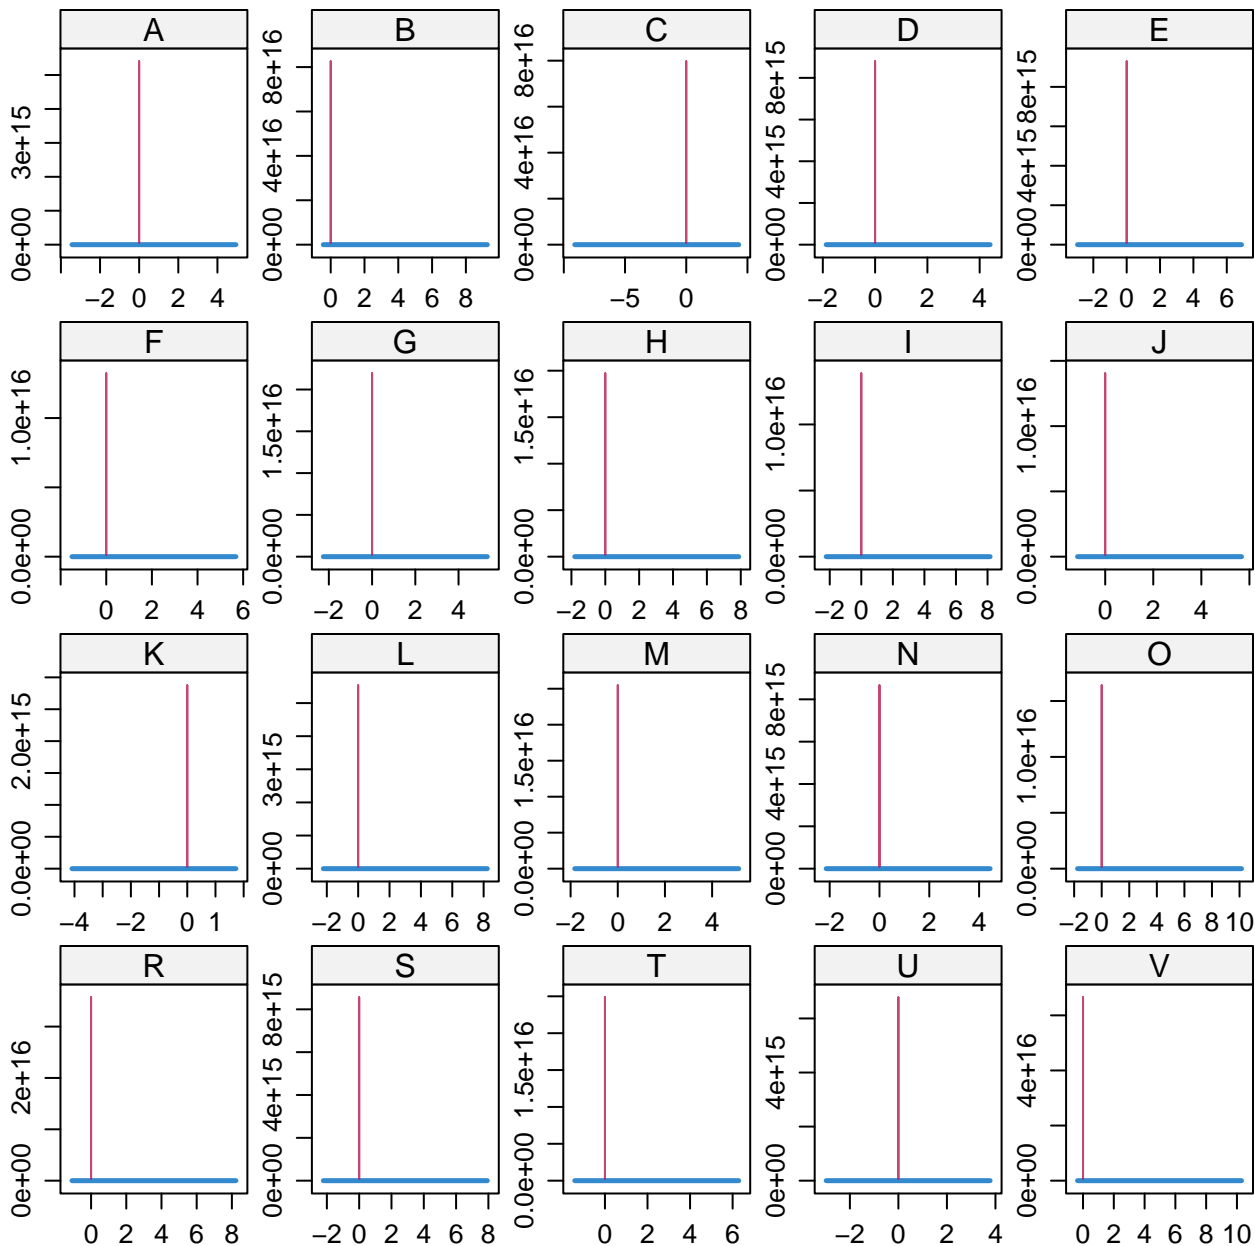 A B C D E
0e+00 3e+15
0e+00 4e+16 8e+16
0e+00 4e+16 8e+16
0e+00 4e+15 8e+15
0e+00 4e+15 8e+15
−2 0 2 4
0 2 4 6 8
−5 0
−2 0 2 4
−2 0 2 4 6
F G H I J
0.0e+00 1.0e+16
0.0e+00 1.5e+16
0.0e+00 1.5e+16
0.0e+00 1.0e+16
0.0e+00 1.0e+16
0 2 4 6
−2 0 2 4
−2 0 2 4 6 8
−2 0 2 4 6 8
0 2 4
K L M N O
0.0e+00 2.0e+15
0e+00 3e+15
0.0e+00 1.5e+16
0e+00 4e+15 8e+15
0.0e+00 1.0e+16
−4 −2 0 1
−2 0 2 4 6 8
−2 0 2 4
−2 0 2 4
−2 0 2 4 6 8 10
R S T U V
0e+00 2e+16
0e+00 4e+15 8e+15
0.0e+00 1.5e+16
0e+00 4e+15
0e+00 4e+16
0 2 4 6 8
−2 0 2 4 6 8
0 2 4 6
−2 0 2 4
0 2 4 6 8 10